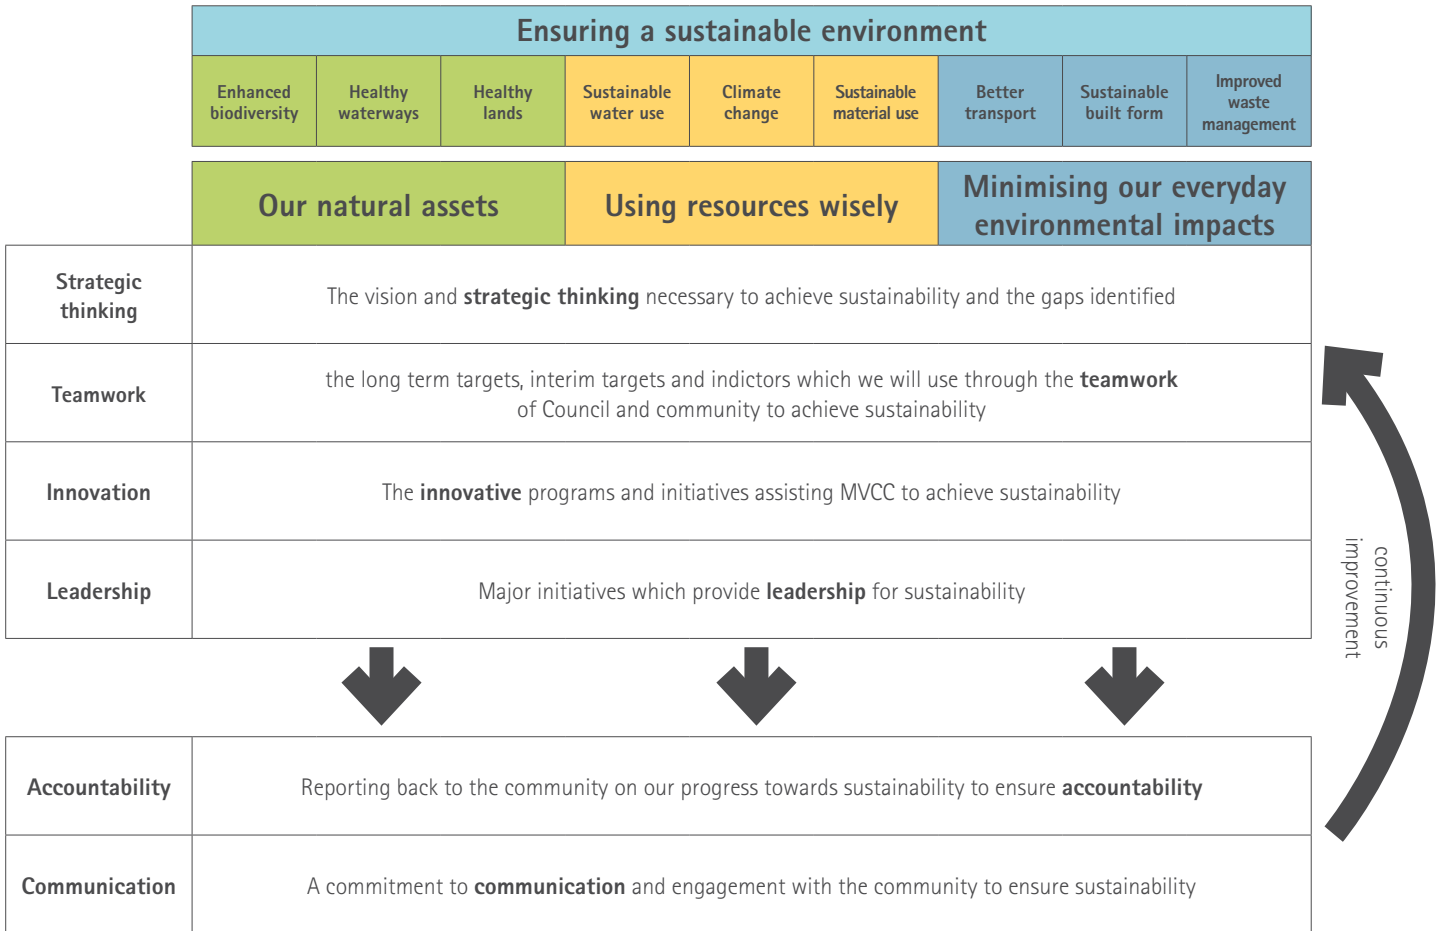 Ensuring a sustainable environment
Enhanced
biodiversity
Healthy
waterways
Healthy
lands
Sustainable
water use
Climate
change
Sustainable
material use
Better
transport
Sustainable
built form
Improved
waste
management
Our natural assets
Using resources wisely
Minimising our everyday
environmental impacts
Strategic
thinking
The vision and strategic thinking necessary to achieve sustainability and the gaps identified
Teamwork
the long term targets, interim targets and indictors which we will use through the teamwork
of Council and community to achieve sustainability
Innovation
The innovative programs and initiatives assisting MVCC to achieve sustainability
Leadership
Major initiatives which provide leadership for sustainability
continuous
improvement
Accountability
Reporting back to the community on our progress towards sustainability to ensure accountability
Communication
A commitment to communication and engagement with the community to ensure sustainability